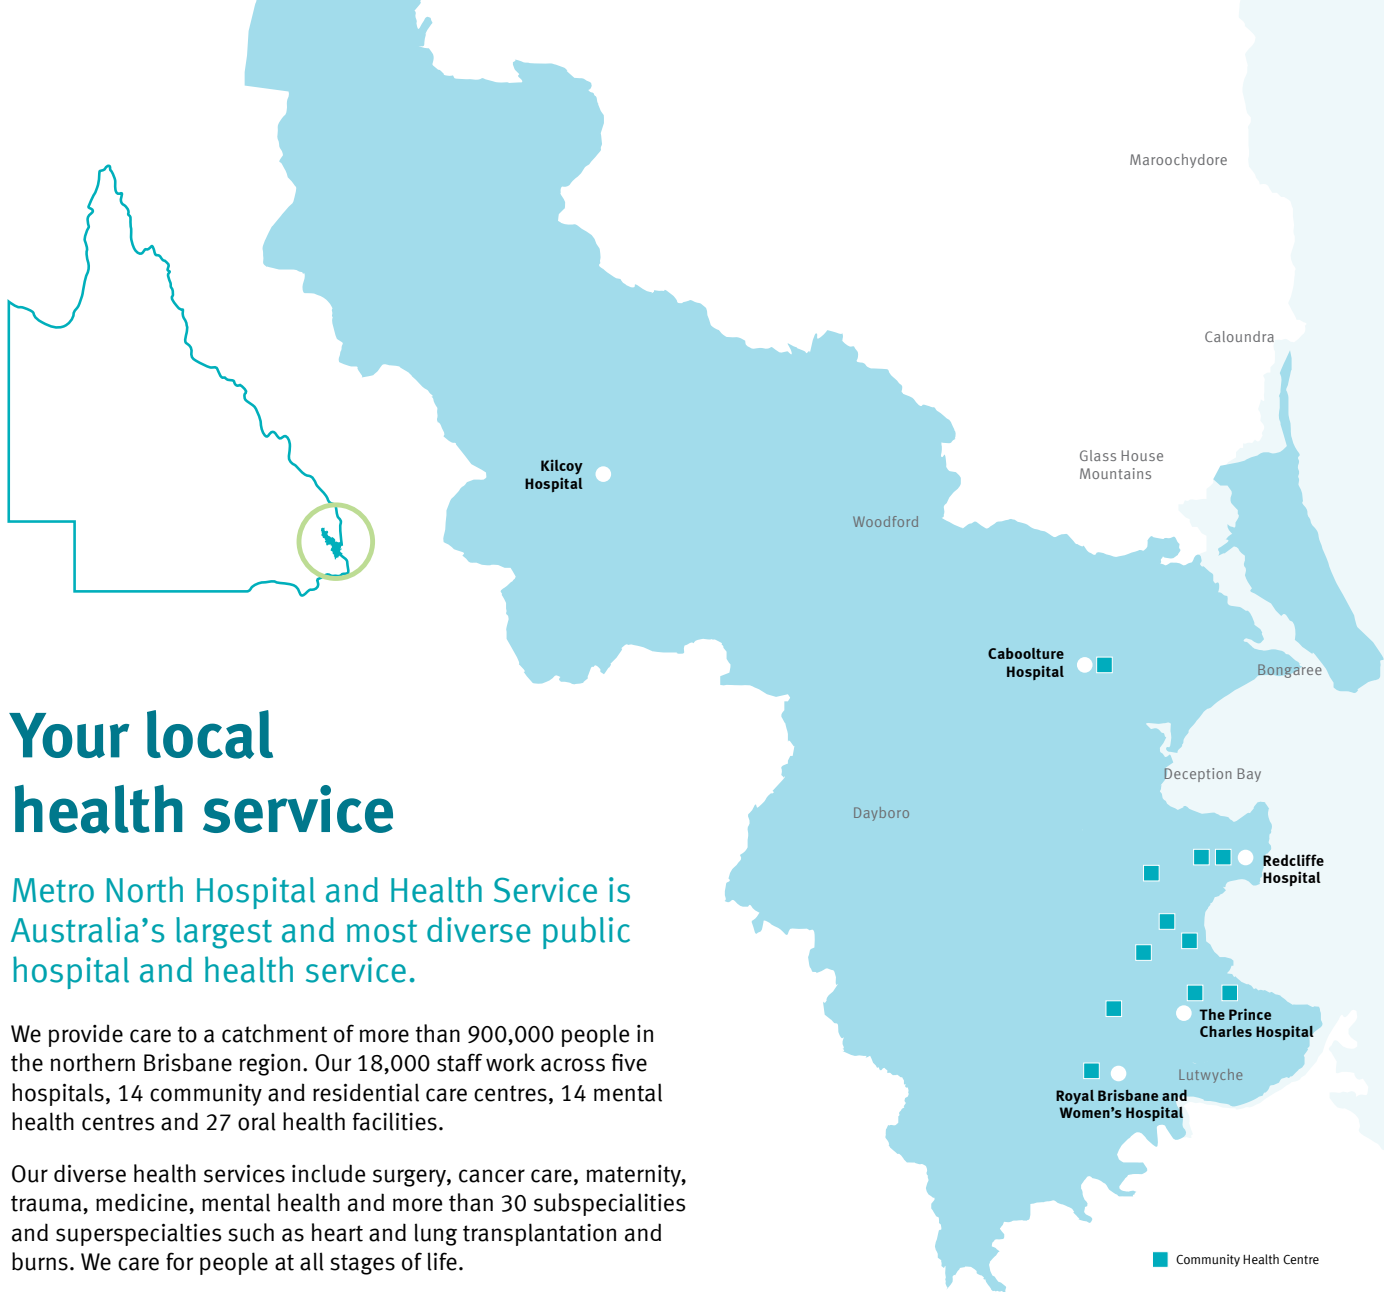 Maroochydore
Caloundra
Glass House
Mountains
Kilcoy
Hospital
Woodford
Caboolture
Hospital
Bongaree
Deception Bay
Dayboro
Redcliffe
Hospital
The Prince
Charles Hospital
Lutwyche
Royal Brisbane and
Women’s Hospital
Community Health Centre
Your local
health service
Metro North Hospital and Health Service is
Australia’s largest and most diverse public
hospital and health service.
We provide care to a catchment of more than 900,000 people in
the northern Brisbane region. Our 18,000 staff work across five
hospitals, 14 community and residential care centres, 14 mental
health centres and 27 oral health facilities.
Our diverse health services include surgery, cancer care, maternity,
trauma, medicine, mental health and more than 30 subspecialities
and superspecialties such as heart and lung transplantation and
burns. We care for people at all stages of life.